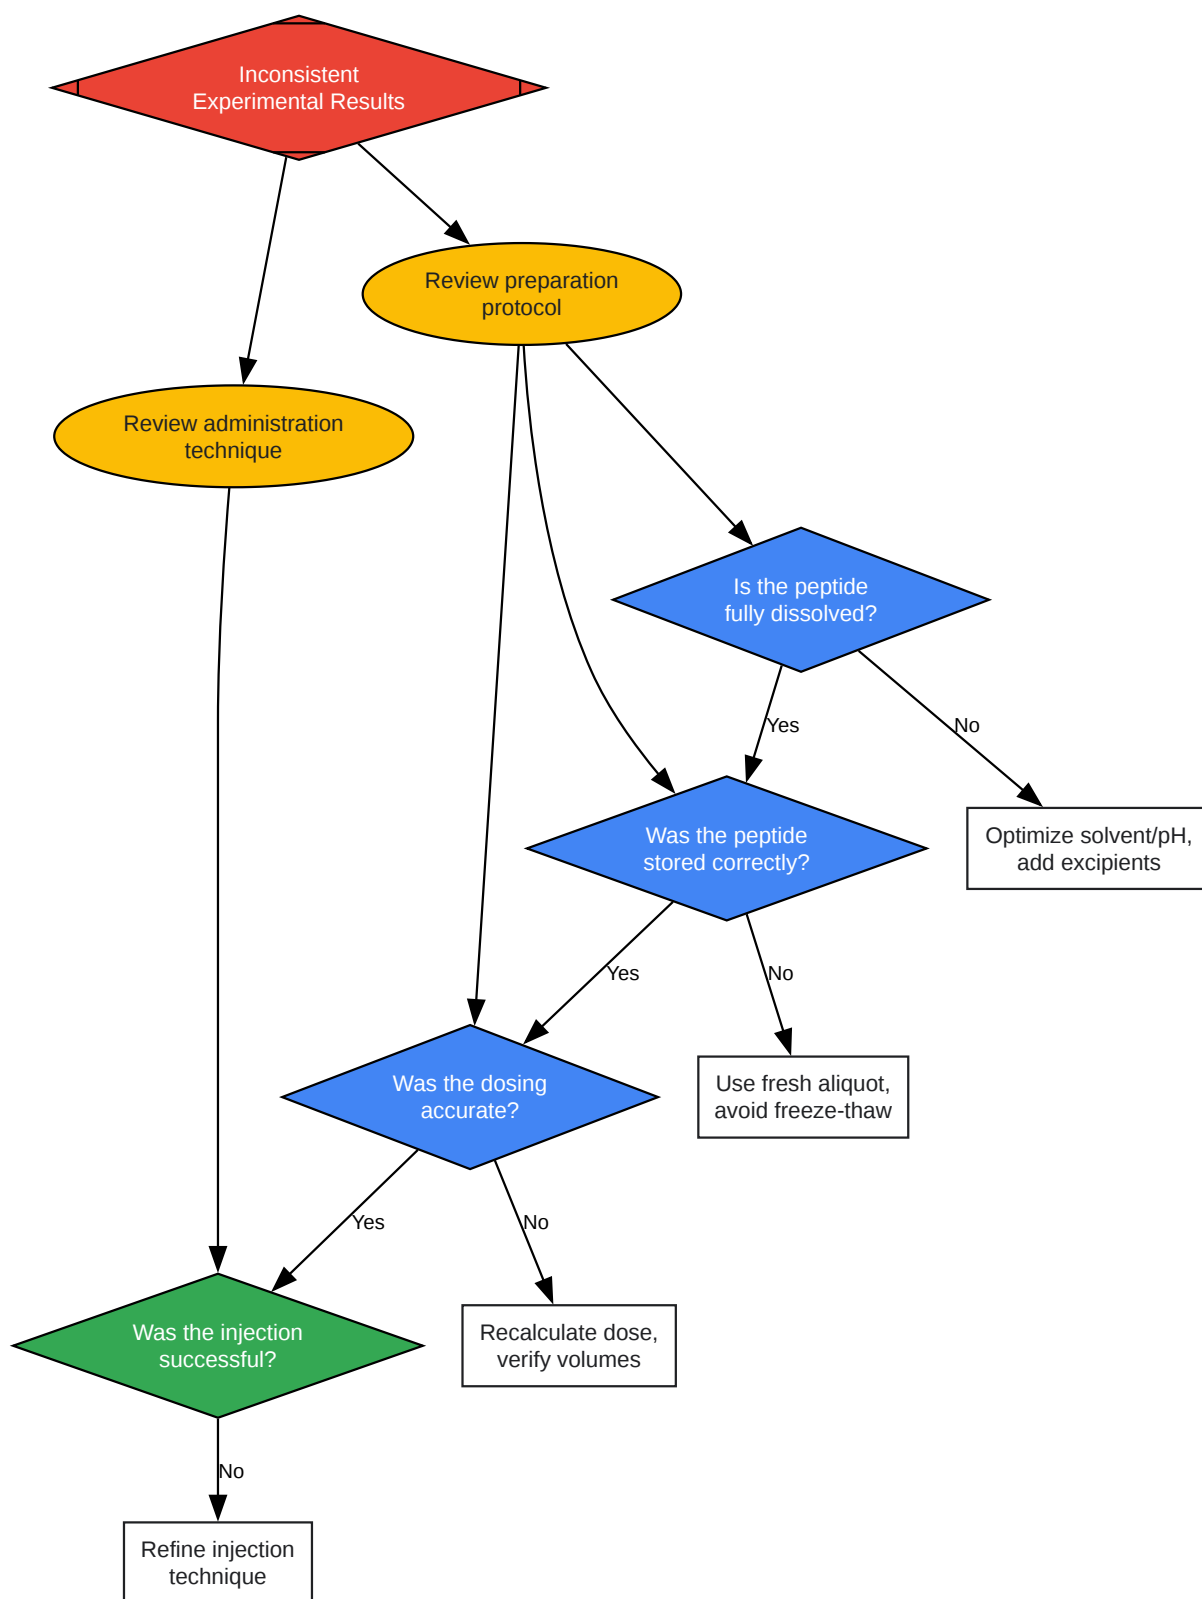 Inconsistent
Experimental Results
Review preparation
protocol
Review administration
technique
Is the peptide
fully dissolved?
Yes
No
Was the peptide
stored correctly?
Optimize solvent/pH,
add excipients
Yes
No
Was the dosing
accurate?
Use fresh aliquot,
avoid freeze-thaw
Yes
No
Was the injection
successful?
Recalculate dose,
verify volumes
No
Refine injection
technique